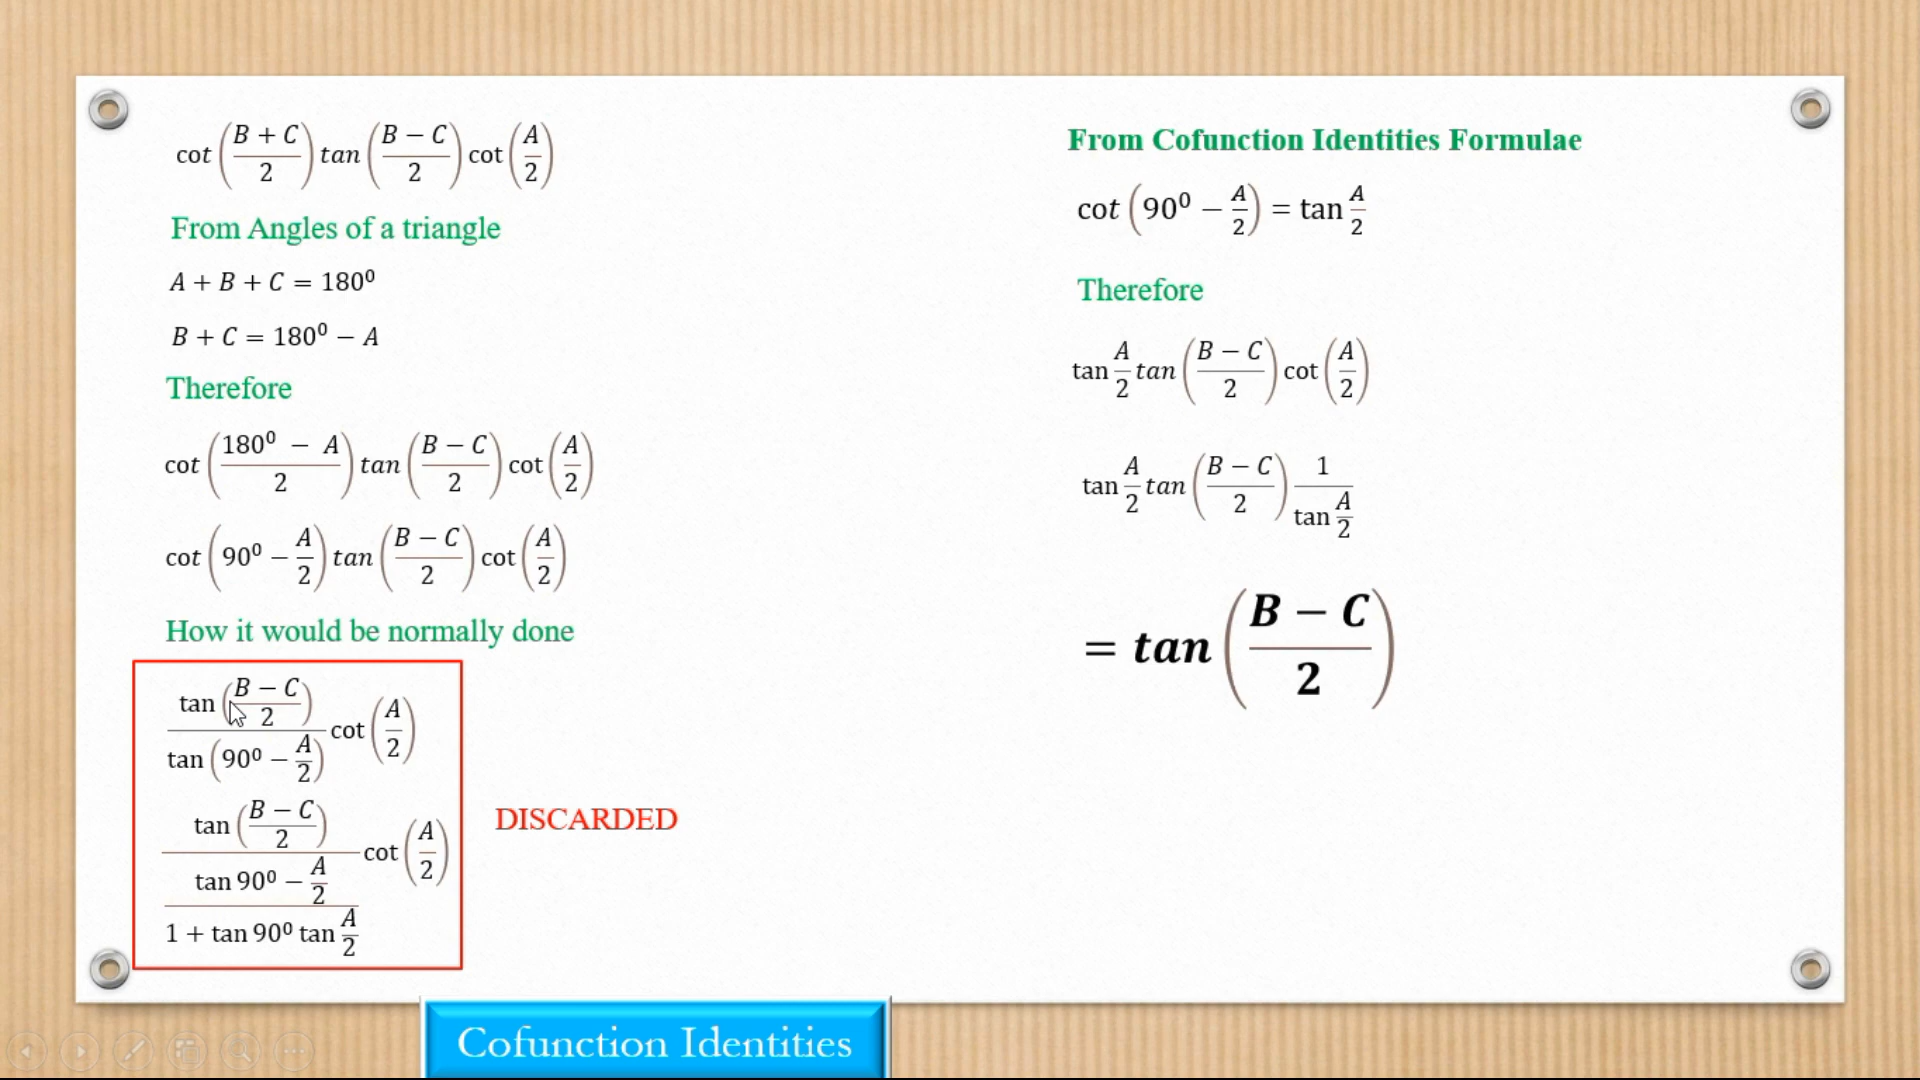 cot((B + C)/2) tan((B − C)/2) cot(A/2)
From Angles of a triangle
A + B + C = 180⁰
B + C = 180⁰ − A
Therefore
cot((180⁰ − A)/2) tan((B − C)/2) cot(A/2)
cot(90⁰ − A/2) tan((B − C)/2) cot(A/2)
How it would be normally done
tan((B − C)/2) / tan(90⁰ − A/2) cot(A/2)
tan((B − C)/2) / ((tan 90⁰ − A/2) / (1 + tan 90⁰ tan A/2)) cot(A/2)
DISCARDED
From Cofunction Identities Formulae
cot(90⁰ − A/2) = tan A/2
Therefore
tan A/2 tan((B − C)/2) cot(A/2)
tan A/2 tan((B − C)/2) 1/(tan A/2)
= tan((B − C)/2)
Cofunction Identities